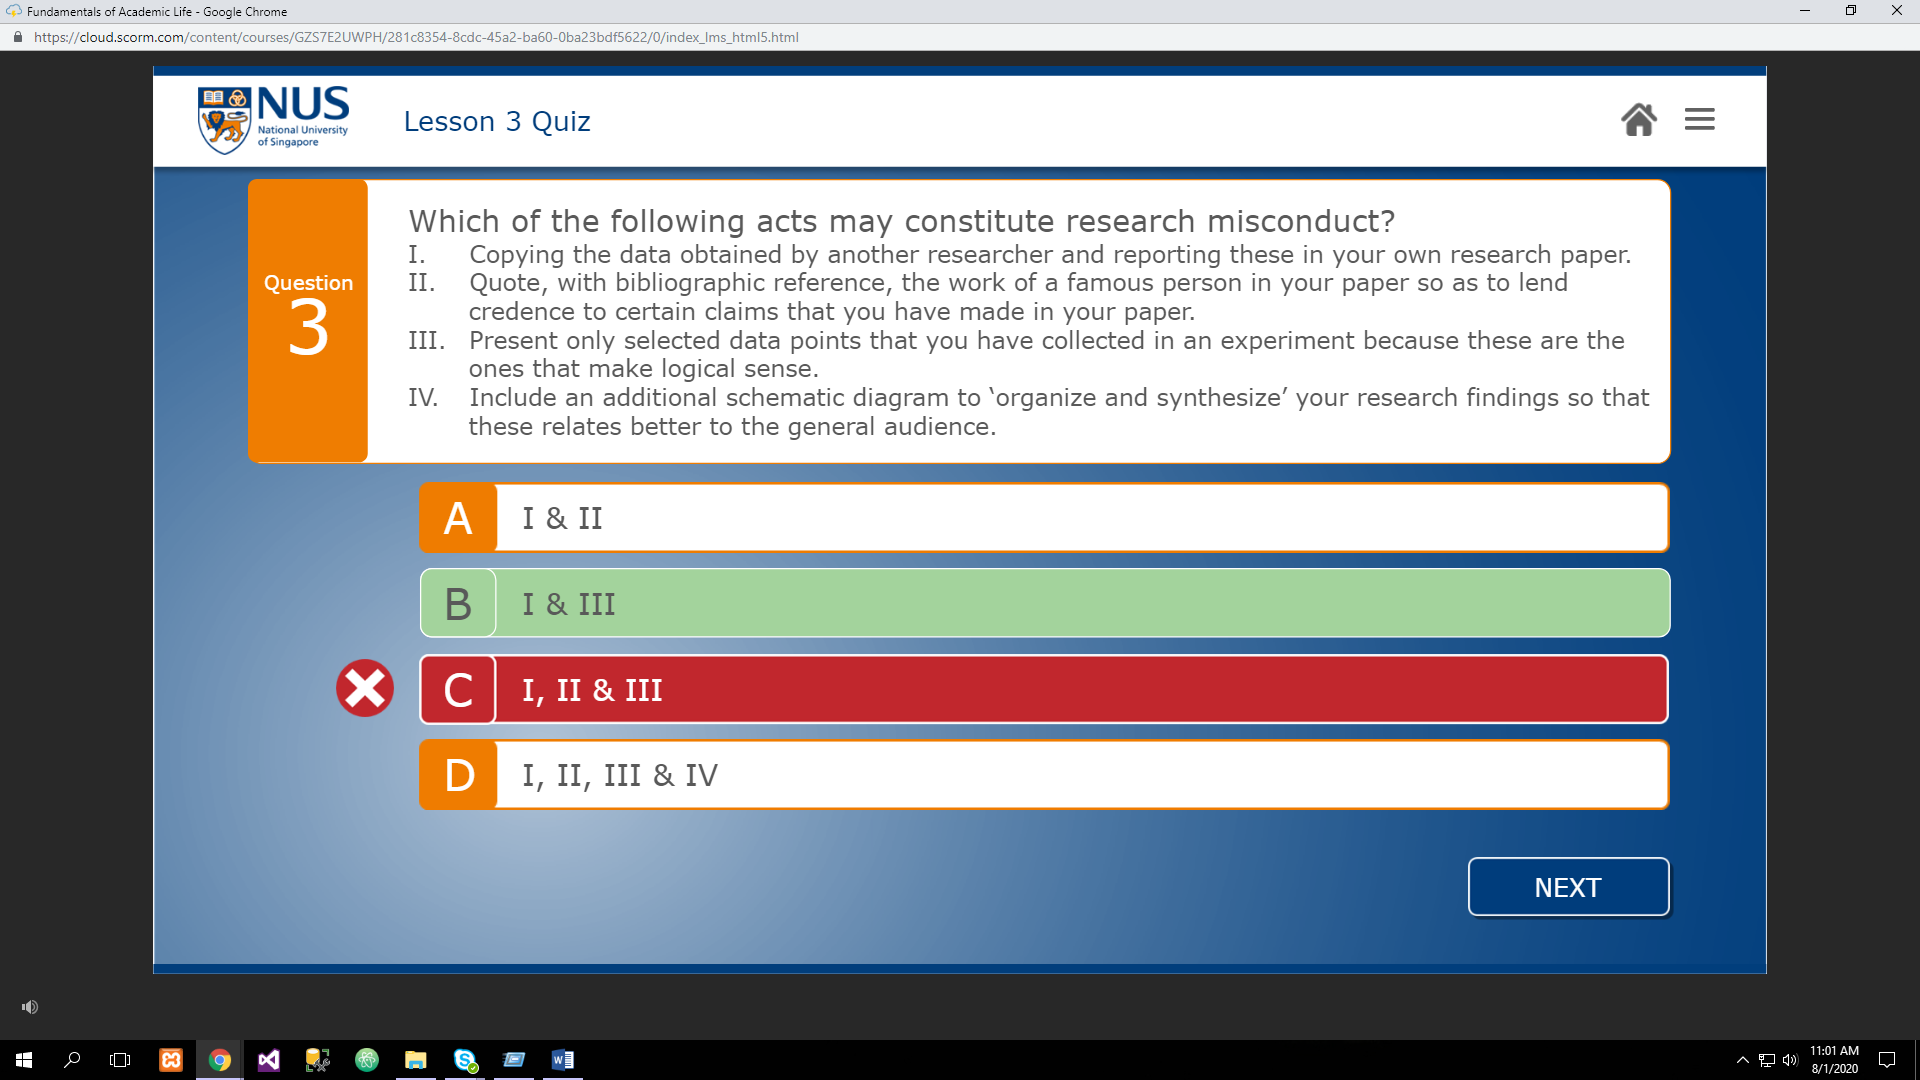 Fundamentals of Academic Life - Google Chrome
https://cloud.scorm.com/content/courses/GZS7E2UWPH/281c8354-8cdc-45a2-ba60-0ba23bdf5622/0/index_lms_html5.html
NUS
National University
of Singapore
Lesson 3 Quiz
Question
3
Which of the following acts may constitute research misconduct?
I. Copying the data obtained by another researcher and reporting these in your own research paper.
II. Quote, with bibliographic reference, the work of a famous person in your paper so as to lend
credence to certain claims that you have made in your paper.
III. Present only selected data points that you have collected in an experiment because these are the
ones that make logical sense.
IV. Include an additional schematic diagram to ‘organize and synthesize’ your research findings so that
these relates better to the general audience.
A I & II
B I & III
C I, II & III
D I, II, III & IV
NEXT
11:01 AM
8/1/2020